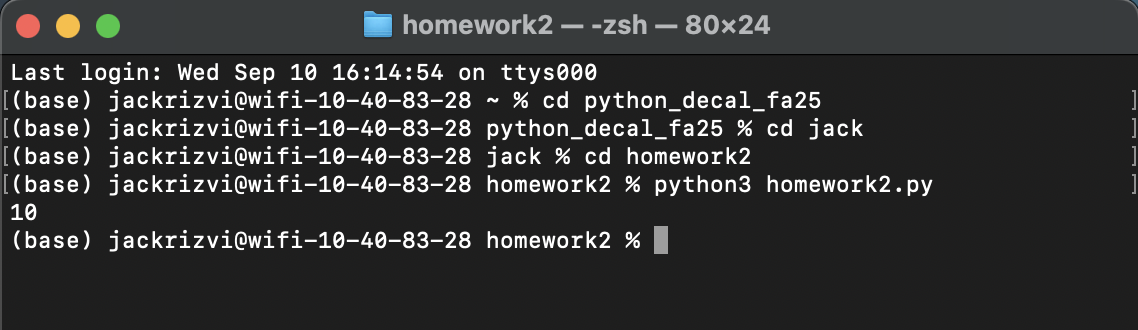 homework2 — -zsh — 80×24
Last login: Wed Sep 10 16:14:54 on ttys000
[(base) jackrizvi@wifi-10-40-83-28 ~ % cd python_decal_fa25 ]
[(base) jackrizvi@wifi-10-40-83-28 python_decal_fa25 % cd jack ]
[(base) jackrizvi@wifi-10-40-83-28 jack % cd homework2 ]
[(base) jackrizvi@wifi-10-40-83-28 homework2 % python3 homework2.py ]
10
(base) jackrizvi@wifi-10-40-83-28 homework2 %